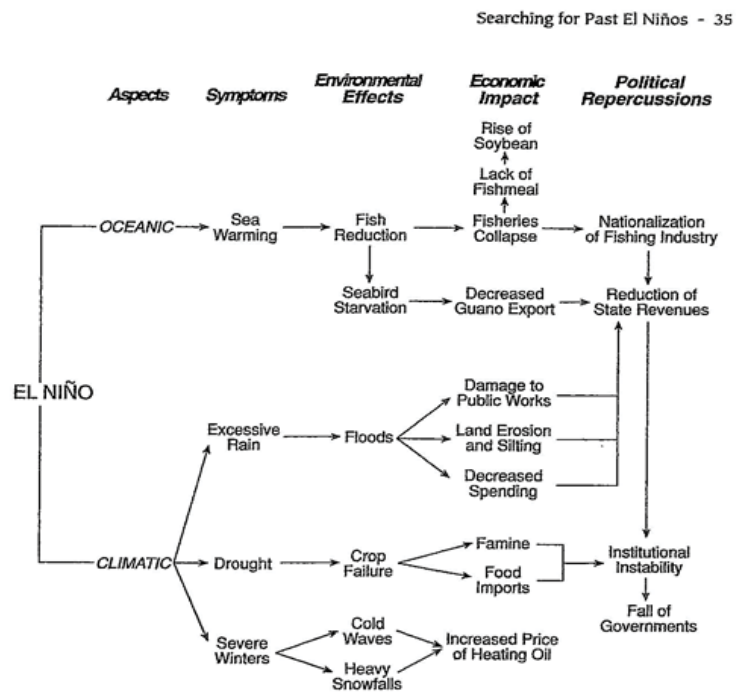 Searching for Past El Niños - 35
Aspects
Symptoms
Environmental
Effects
Economic
Impact
Political
Repercussions
Rise of
Soybean
Lack of
Fishmeal
OCEANIC
Sea
Warming
Fish
Reduction
Fisheries
Collapse
Nationalization
of Fishing Industry
Seabird
Starvation
Decreased
Guano Export
Reduction of
State Revenues
EL NIÑO
Excessive
Rain
Floods
Damage to
Public Works
Land Erosion
and Silting
Decreased
Spending
CLIMATIC
Drought
Crop
Failure
Famine
Food
Imports
Institutional
Instability
Fall of
Governments
Severe
Winters
Cold
Waves
Heavy
Snowfalls
Increased Price
of Heating Oil